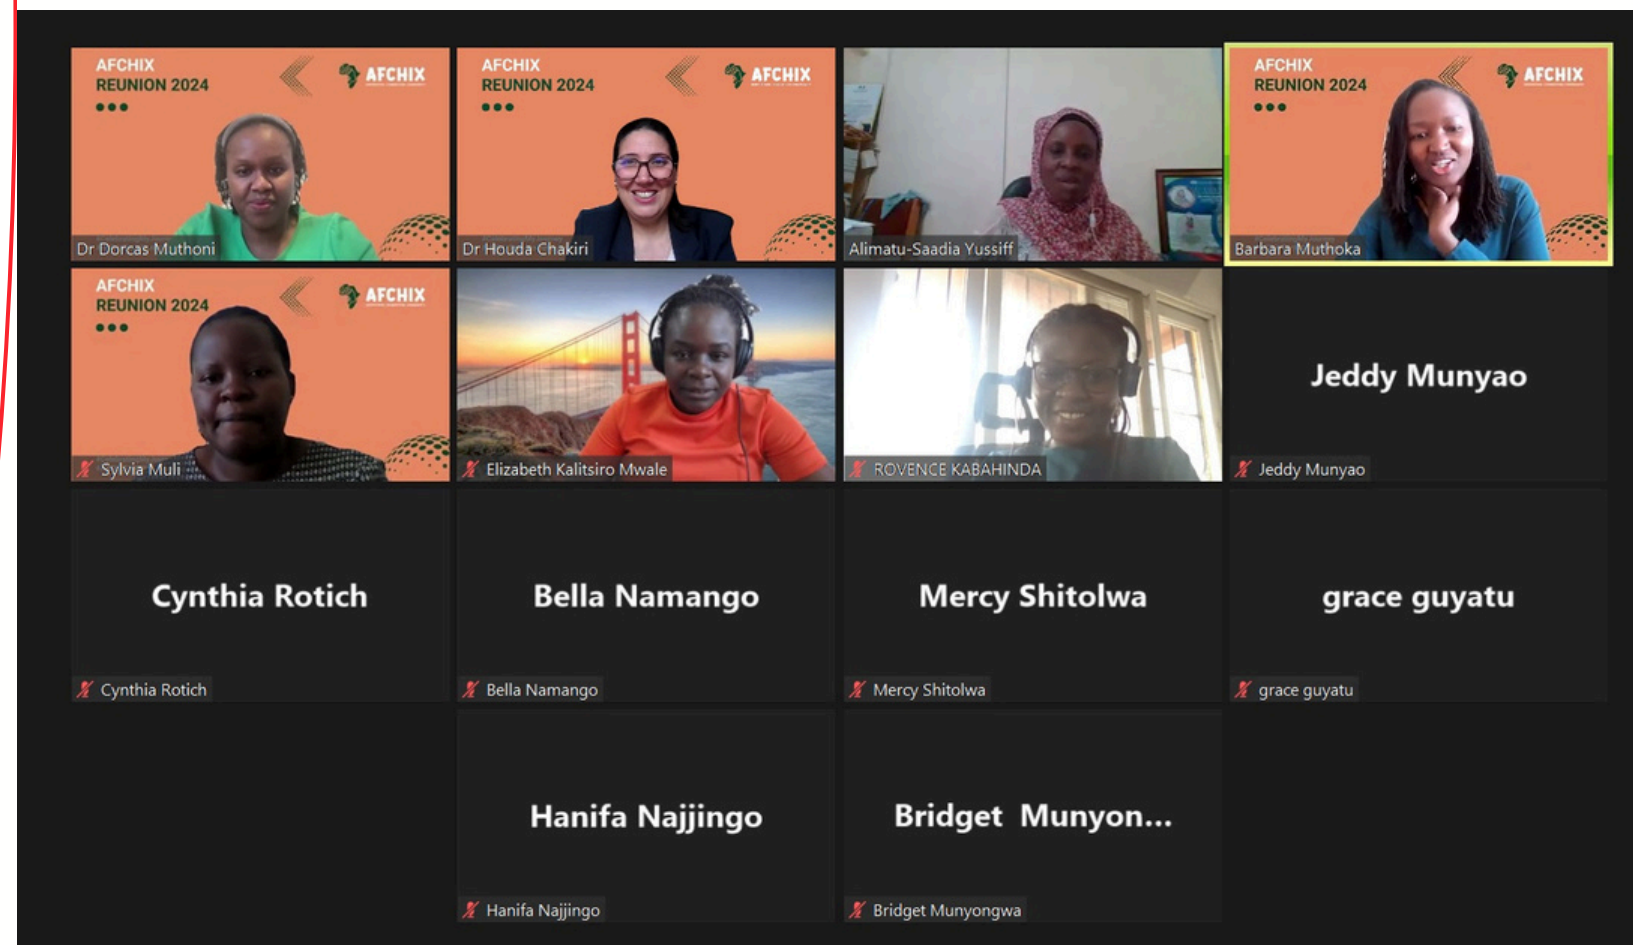 AFCHIX
REUNION 2024
AFCHIX
Dr Dorcas Muthoni
AFCHIX
REUNION 2024
AFCHIX
Dr Houda Chakiri
Alimatu-Saadia Yussiff
AFCHIX
REUNION 2024
AFCHIX
Barbara Muthoka
AFCHIX
REUNION 2024
AFCHIX
Sylvia Muli
Elizabeth Kalitsiro Mwale
ROVENCE KABAHINDA
Jeddy Munyao
Jeddy Munyao
Cynthia Rotich
Cynthia Rotich
Bella Namango
Bella Namango
Mercy Shitolwa
Mercy Shitolwa
grace guyatu
grace guyatu
Hanifa Najjingo
Hanifa Najjingo
Bridget Munyon...
Bridget Munyongwa